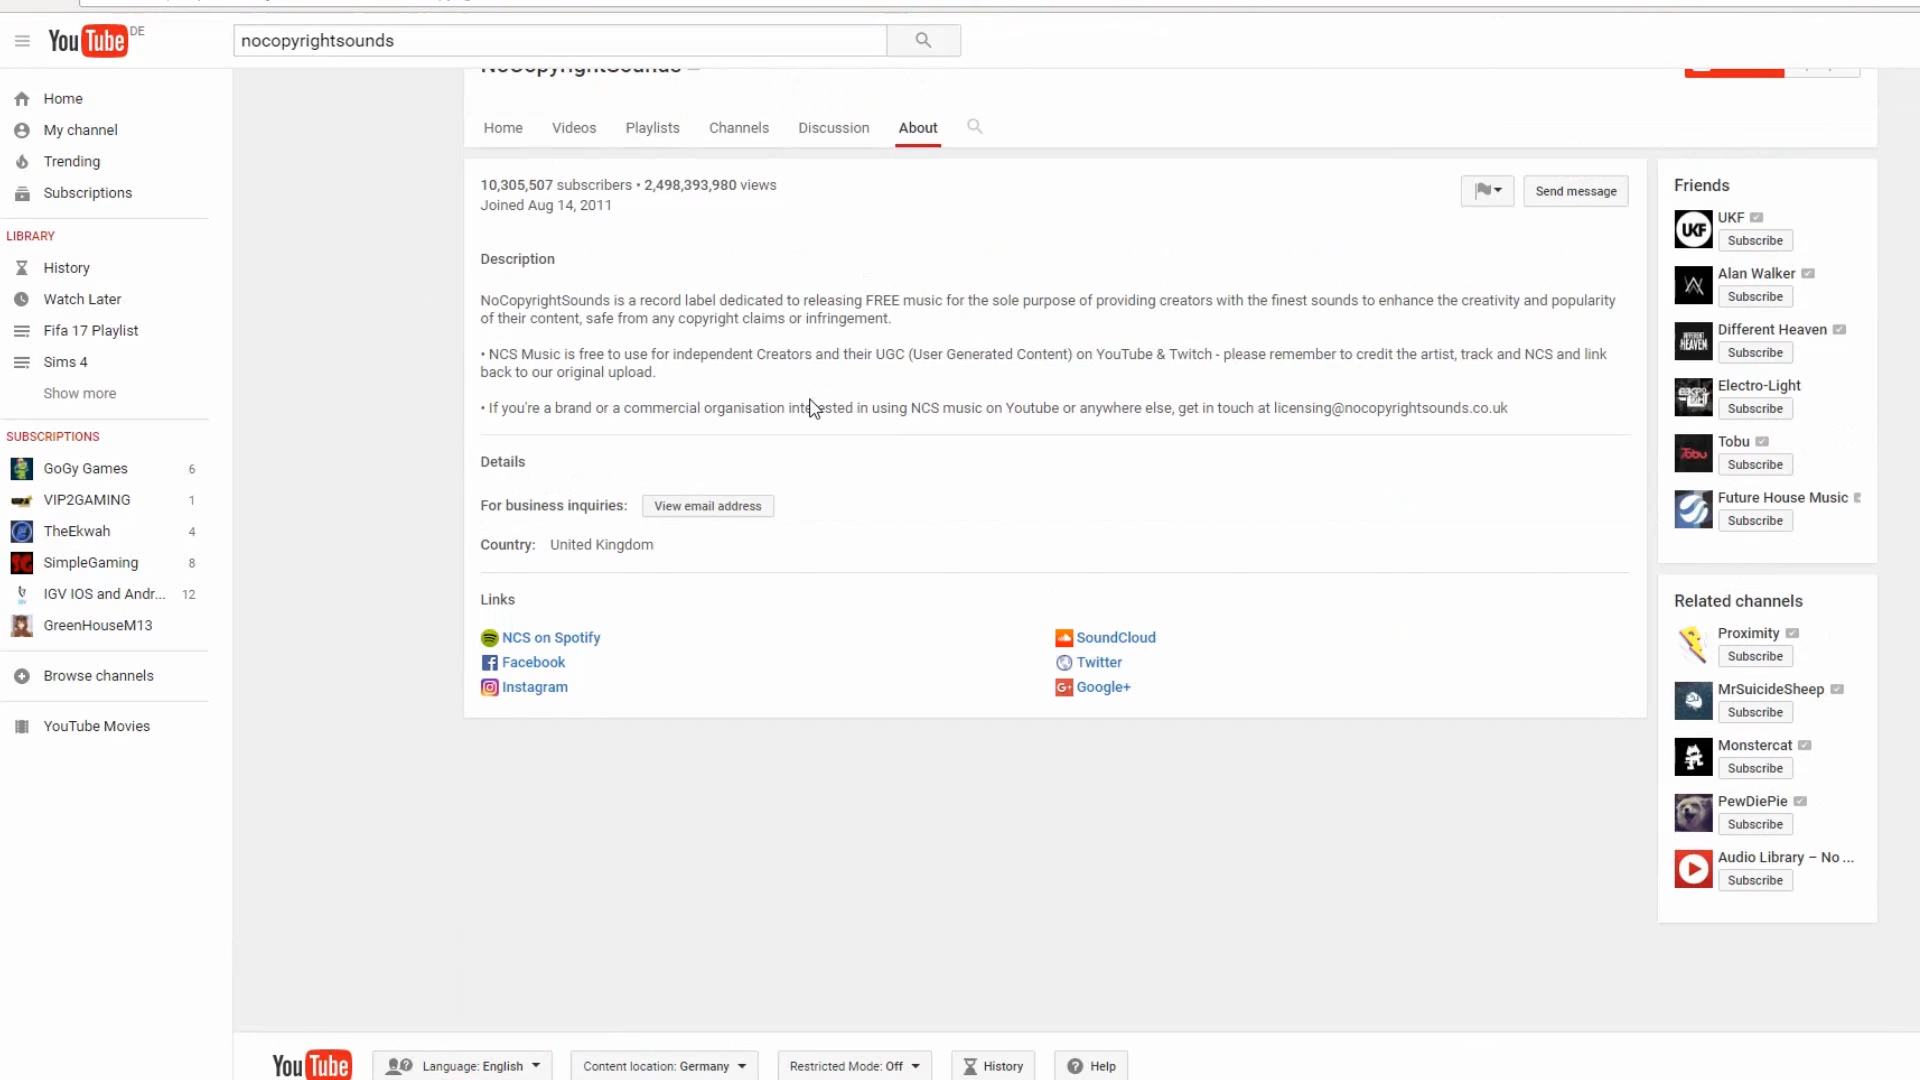 YouTube DE
nocopyrightsounds
NoCopyrightSounds
Home
My channel
Trending
Subscriptions
LIBRARY
History
Watch Later
Fifa 17 Playlist
Sims 4
Show more
SUBSCRIPTIONS
GoGy Games 6
VIP2GAMING 1
TheEkwah 4
SimpleGaming 8
IGV IOS and Andr... 12
GreenHouseM13
Browse channels
YouTube Movies
Home Videos Playlists Channels Discussion About
10,305,507 subscribers • 2,498,393,980 views
Joined Aug 14, 2011
Send message
Description
NoCopyrightSounds is a record label dedicated to releasing FREE music for the sole purpose of providing creators with the finest sounds to enhance the creativity and popularity
of their content, safe from any copyright claims or infringement.
• NCS Music is free to use for independent Creators and their UGC (User Generated Content) on YouTube & Twitch - please remember to credit the artist, track and NCS and link
back to our original upload.
• If you're a brand or a commercial organisation interested in using NCS music on Youtube or anywhere else, get in touch at licensing@nocopyrightsounds.co.uk
Details
For business inquiries: View email address
Country: United Kingdom
Links
NCS on Spotify
Facebook
Instagram
SoundCloud
Twitter
G+ Google+
Friends
UKF UKF
Subscribe
Alan Walker
Subscribe
DIFFERENT HEAVEN Different Heaven
Subscribe
Electro-Light
Subscribe
Tobu Tobu
Subscribe
Future House Music
Subscribe
Related channels
Proximity
Subscribe
MrSuicideSheep
Subscribe
Monstercat
Subscribe
PewDiePie
Subscribe
Audio Library – No ...
Subscribe
YouTube Language: English Content location: Germany Restricted Mode: Off History Help